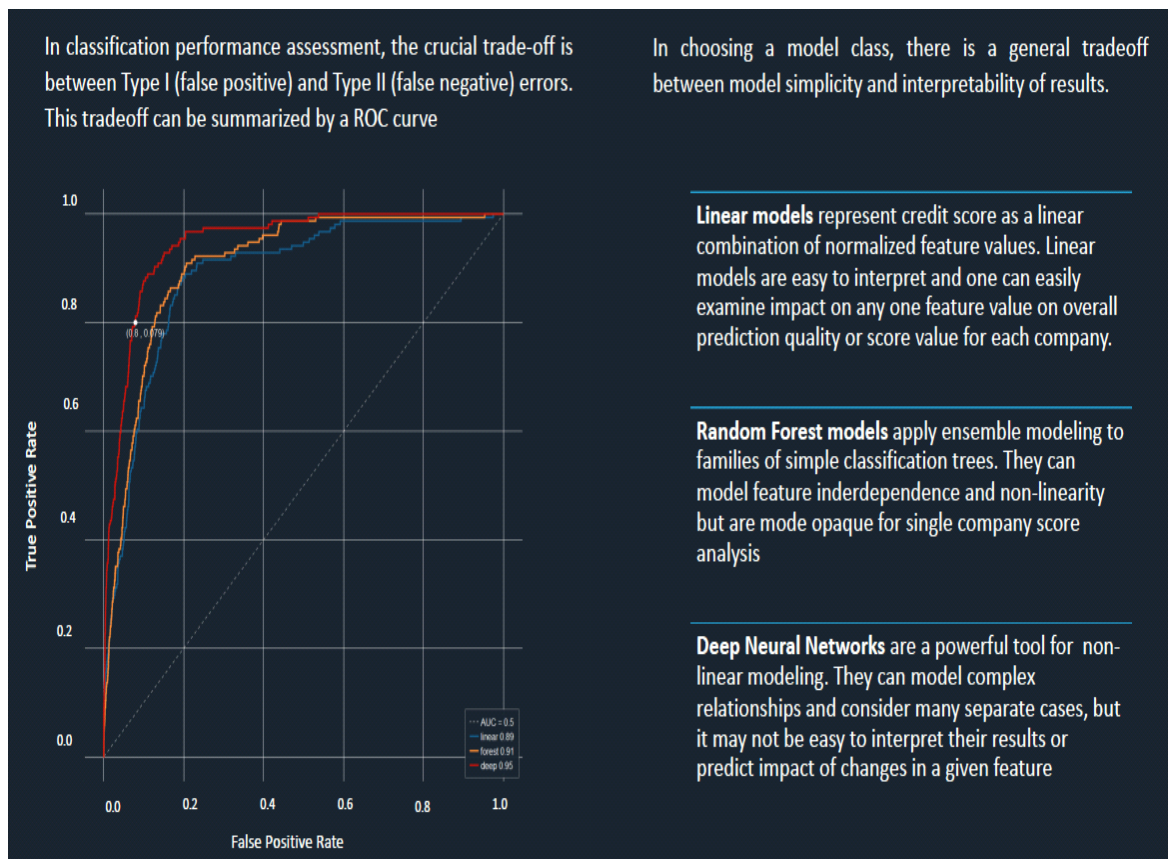 In classification performance assessment, the crucial trade-off is
between Type I (false positive) and Type II (false negative) errors.
This tradeoff can be summarized by a ROC curve
In choosing a model class, there is a general tradeoff
between model simplicity and interpretability of results.
1.0
0.8
0.6
0.4
0.2
0.0
True Positive Rate
(0.8 , 0.079)
AUC = 0.5
linear 0.89
forest 0.91
deep 0.95
0.0 0.2 0.4 0.6 0.8 1.0
False Positive Rate
Linear models represent credit score as a linear
combination of normalized feature values. Linear
models are easy to interpret and one can easily
examine impact on any one feature value on overall
prediction quality or score value for each company.
Random Forest models apply ensemble modeling to
families of simple classification trees. They can
model feature inderdependence and non-linearity
but are mode opaque for single company score
analysis
Deep Neural Networks are a powerful tool for non-
linear modeling. They can model complex
relationships and consider many separate cases, but
it may not be easy to interpret their results or
predict impact of changes in a given feature